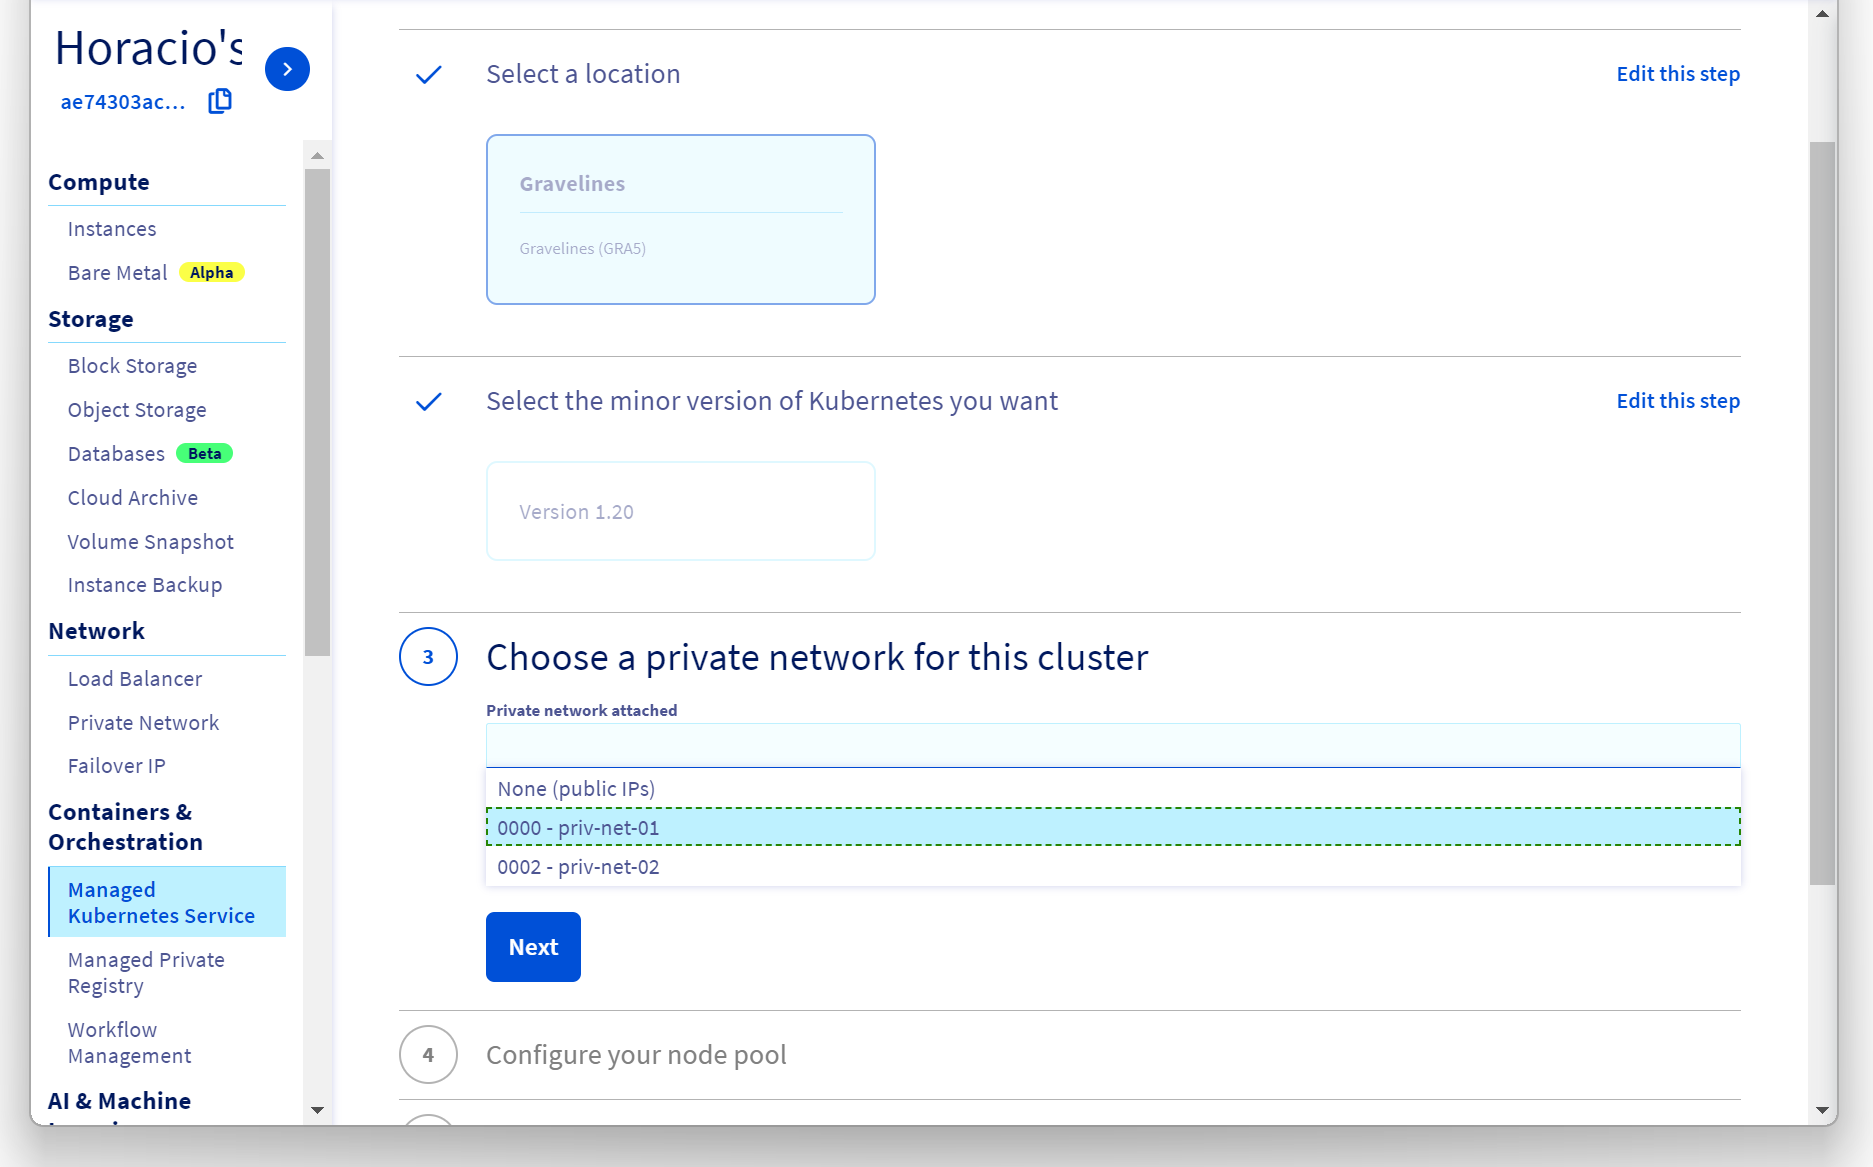 Horacio's
ae74303ac...
Compute
Instances
Bare Metal Alpha
Storage
Block Storage
Object Storage
Databases Beta
Cloud Archive
Volume Snapshot
Instance Backup
Network
Load Balancer
Private Network
Failover IP
Containers &
Orchestration
Managed
Kubernetes Service
Managed Private
Registry
Workflow
Management
AI & Machine
Select a location
Edit this step
Gravelines
Gravelines (GRA5)
Select the minor version of Kubernetes you want
Edit this step
Version 1.20
3
Choose a private network for this cluster
Private network attached
None (public IPs)
0000 - priv-net-01
0002 - priv-net-02
Next
4
Configure your node pool